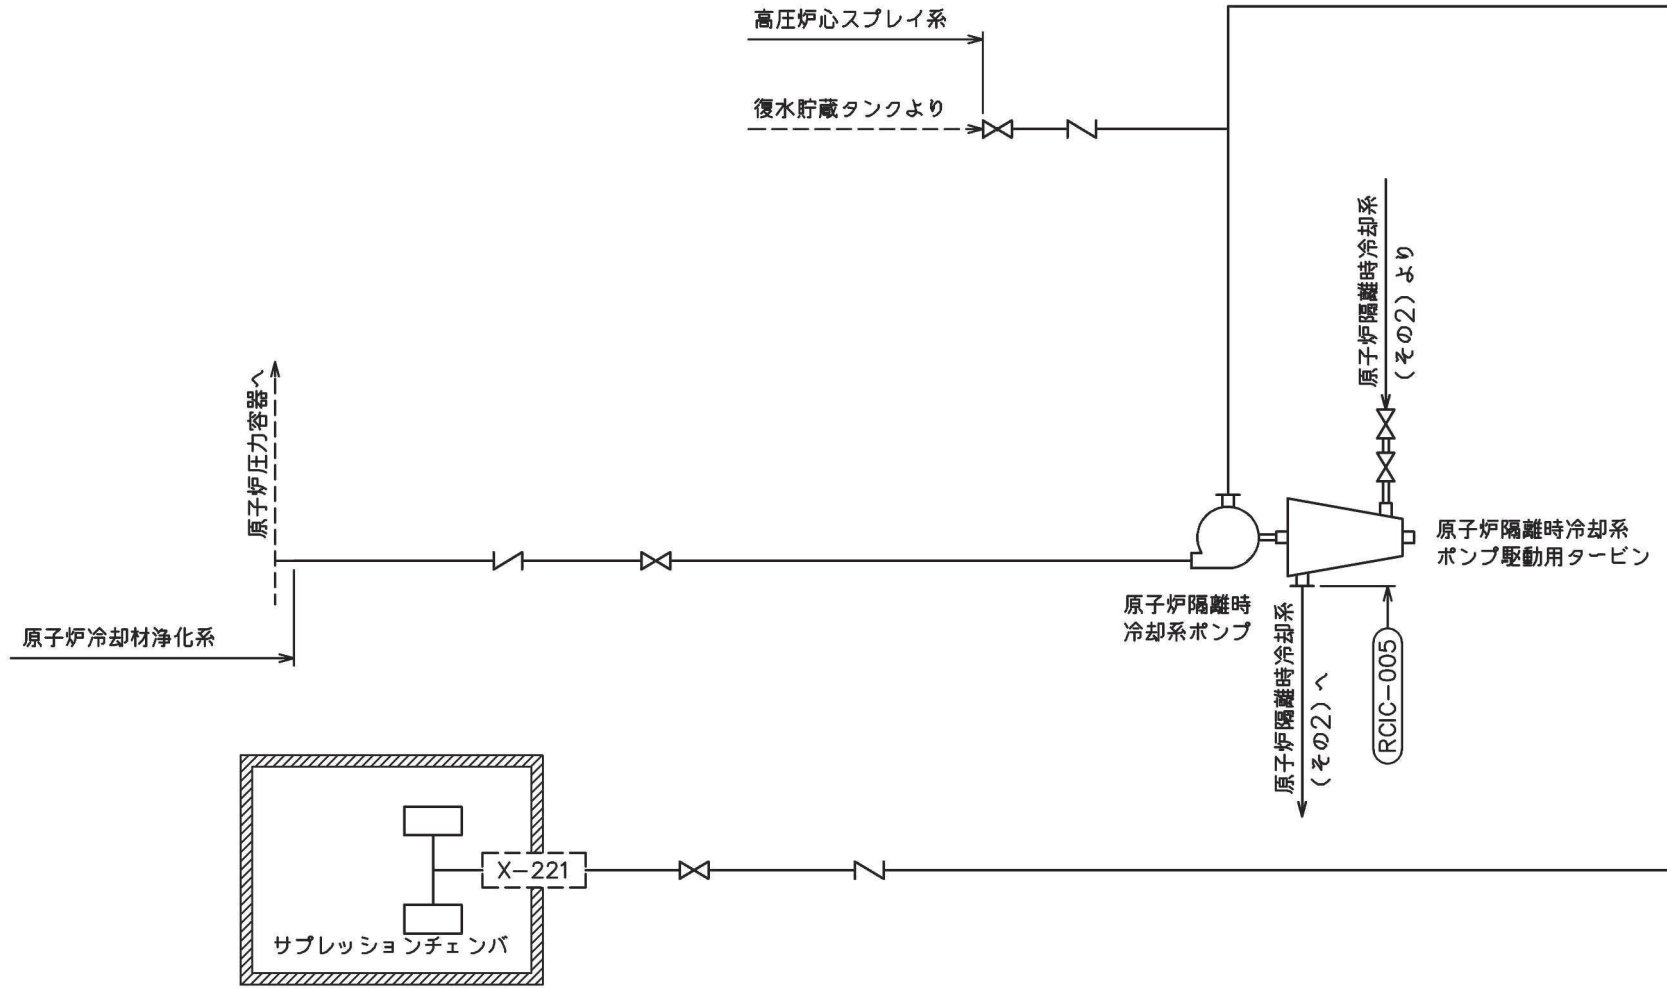 高圧炉心スプレイ系
復水貯蔵タンクより
原子炉隔離時冷却系
(その2)より
原子炉圧力容器へ
原子炉隔離時冷却系
ポンプ駆動用タービン
原子炉隔離時
冷却系ポンプ
原子炉冷却材浄化系
原子炉隔離時冷却系
(その2)へ
RCIC-005
X-221
サプレッションチェンバ